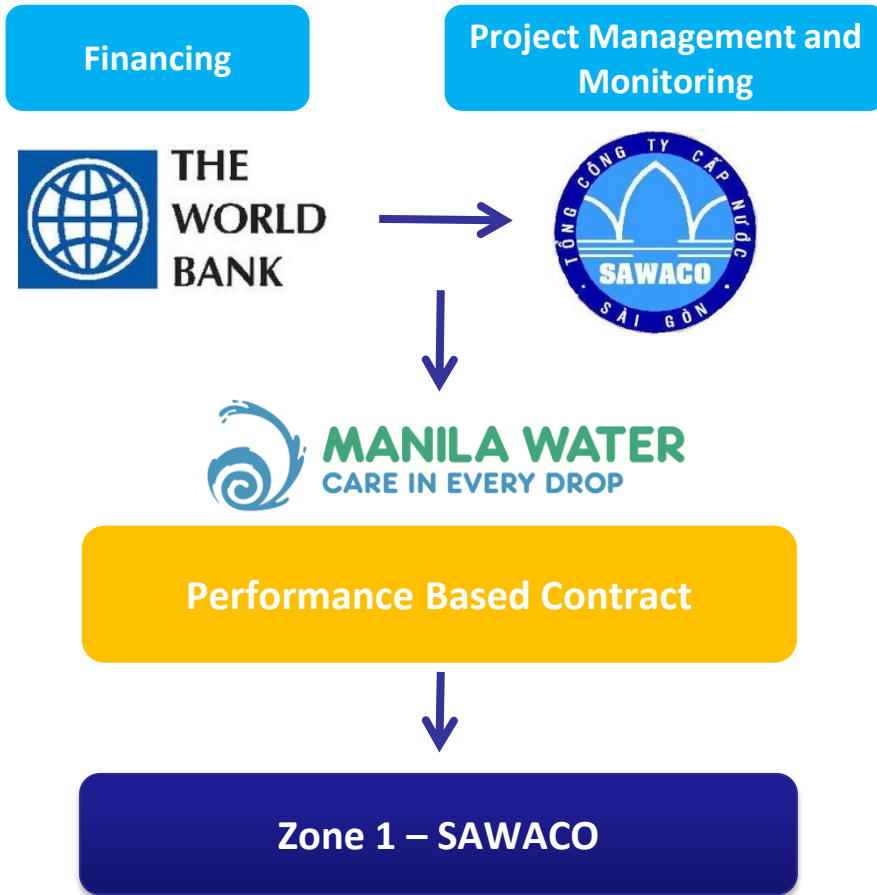 Financing
Project Management and
Monitoring
THE
WORLD
BANK
TỔNG CÔNG TY CẤP NƯỚC
SAWACO
SÀI GÒN
MANILA WATER
CARE IN EVERY DROP
Performance Based Contract
Zone 1 – SAWACO